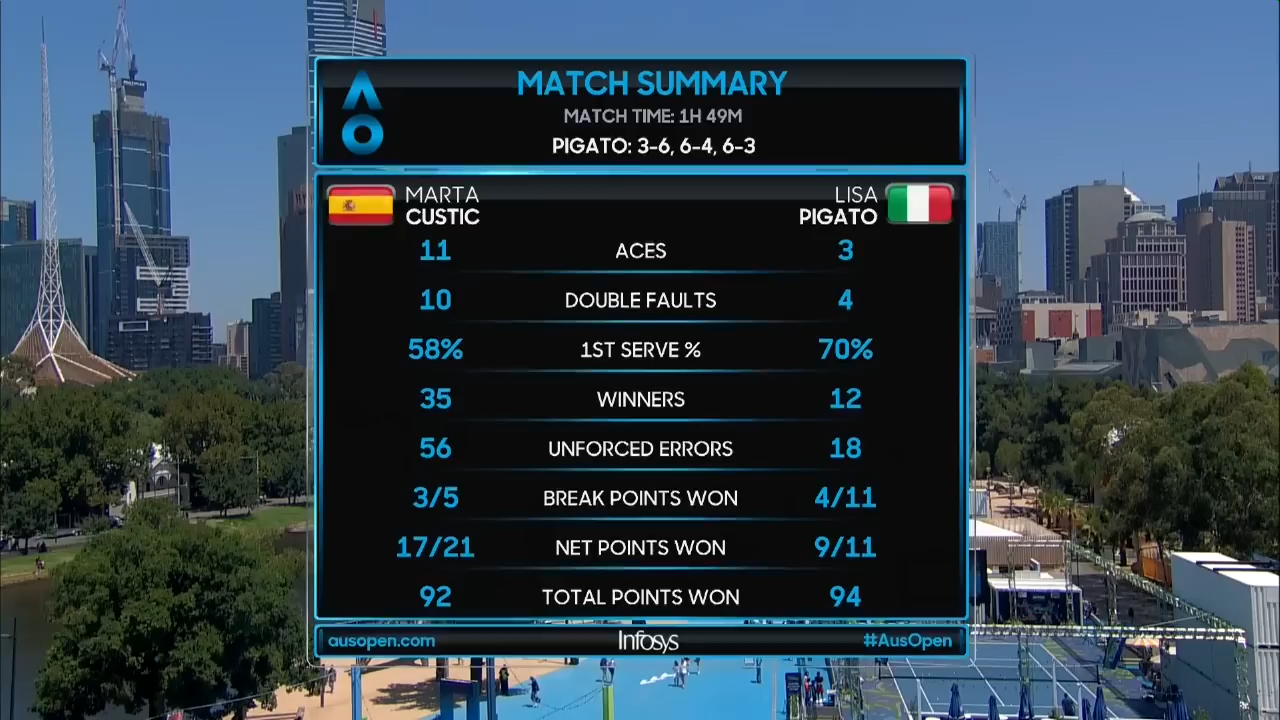 MATCH SUMMARY
MATCH TIME: 1H 49M
PIGATO: 3-6, 6-4, 6-3
MARTA CUSTIC
LISA PIGATO
11 ACES 3
10 DOUBLE FAULTS 4
58% 1ST SERVE % 70%
35 WINNERS 12
56 UNFORCED ERRORS 18
3/5 BREAK POINTS WON 4/11
17/21 NET POINTS WON 9/11
92 TOTAL POINTS WON 94
ausopen.com Infosys #AusOpen